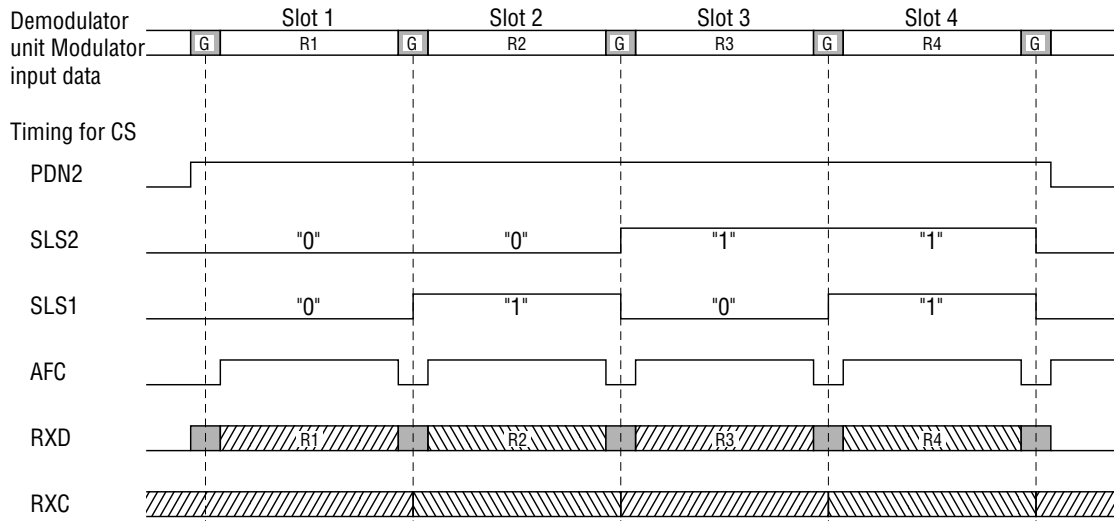 Demodulator
unit Modulator
input data
Slot 1 Slot 2 Slot 3 Slot 4
G R1 G R2 G R3 G R4 G
Timing for CS
PDN2
SLS2 "0" "0" "1" "1"
SLS1 "0" "1" "0" "1"
AFC
RXD R1 R2 R3 R4
RXC